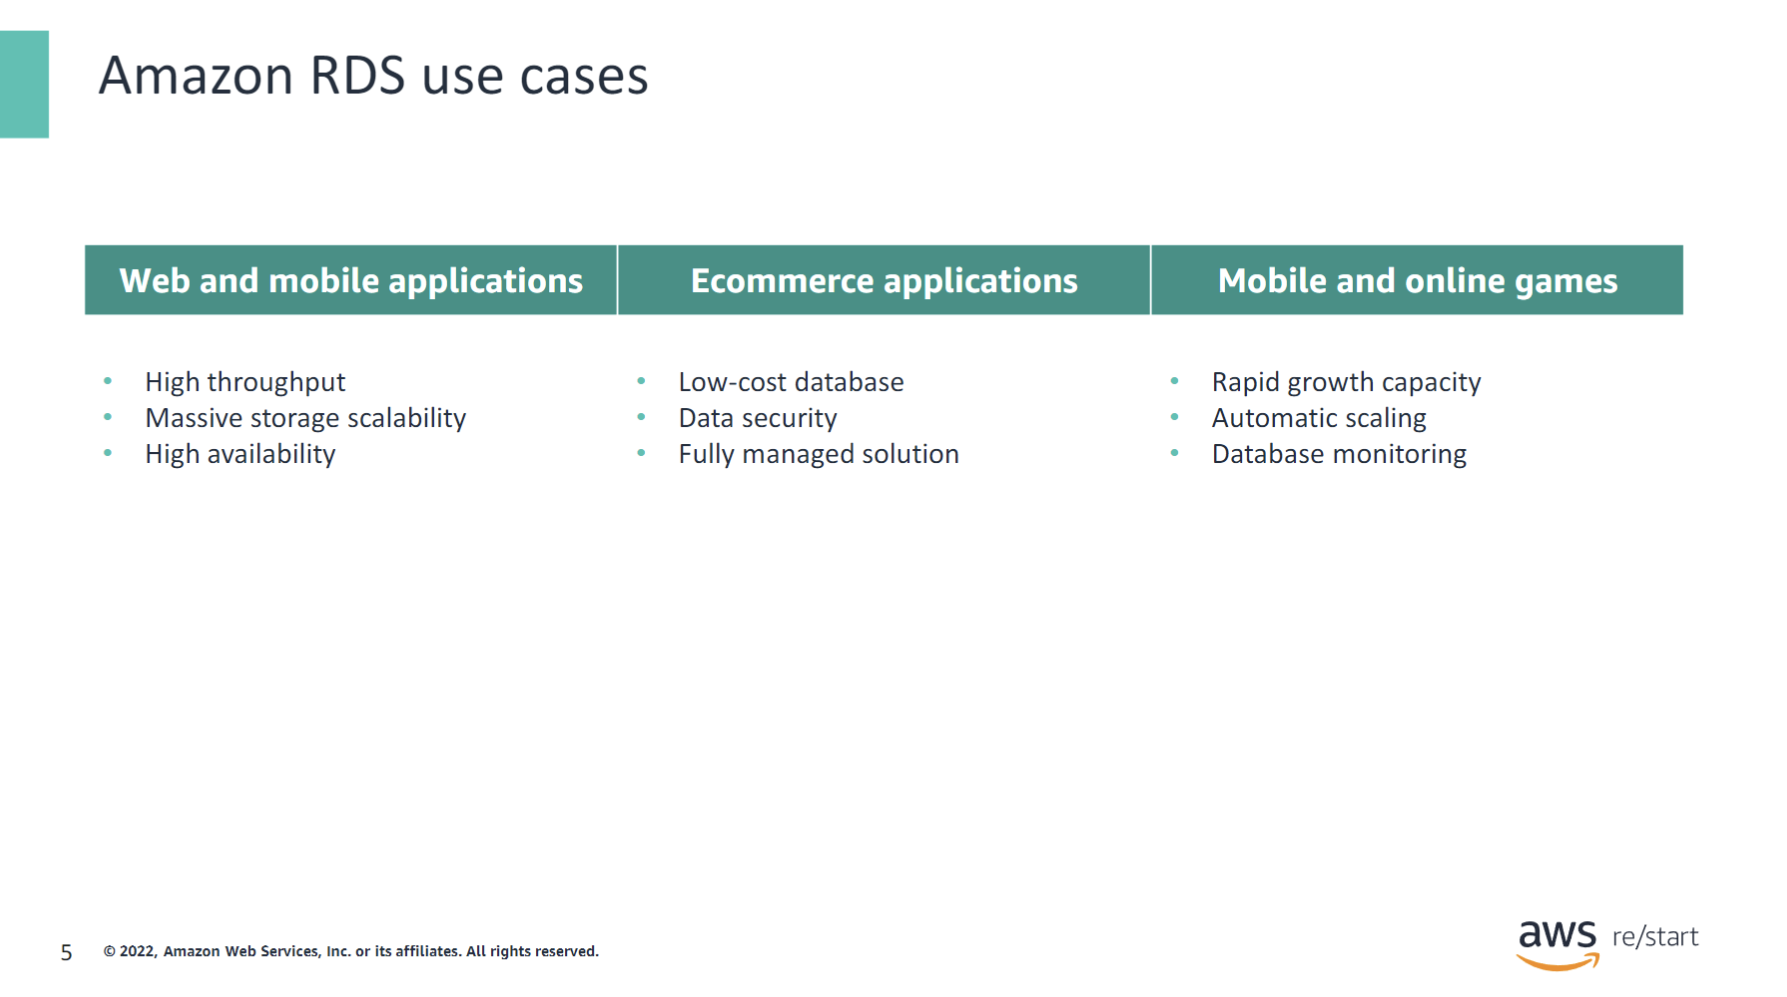 Amazon RDS use cases
Web and mobile applications
• High throughput
• Massive storage scalability
• High availability
Ecommerce applications
• Low-cost database
• Data security
• Fully managed solution
Mobile and online games
• Rapid growth capacity
• Automatic scaling
• Database monitoring
5
© 2022, Amazon Web Services, Inc. or its affiliates. All rights reserved.
aws re/start